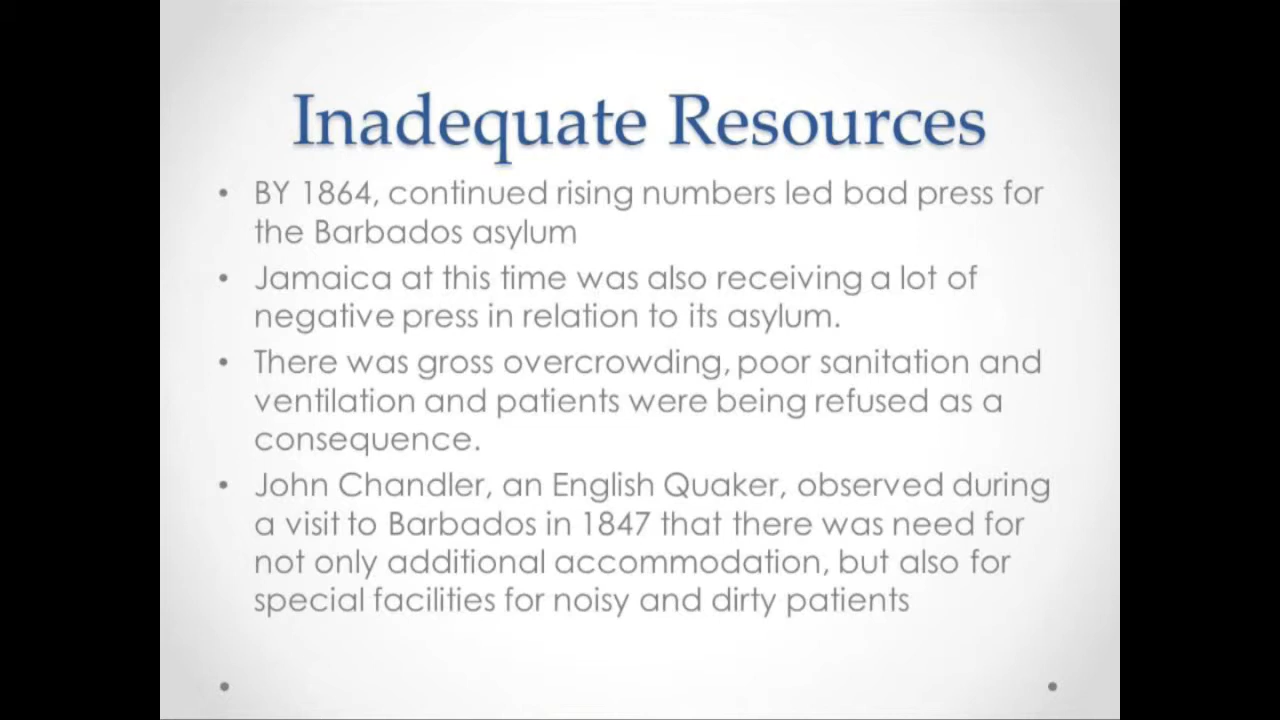 Inadequate Resources
• BY 1864, continued rising numbers led bad press for
the Barbados asylum
• Jamaica at this time was also receiving a lot of
negative press in relation to its asylum.
• There was gross overcrowding, poor sanitation and
ventilation and patients were being refused as a
consequence.
• John Chandler, an English Quaker, observed during
a visit to Barbados in 1847 that there was need for
not only additional accommodation, but also for
special facilities for noisy and dirty patients